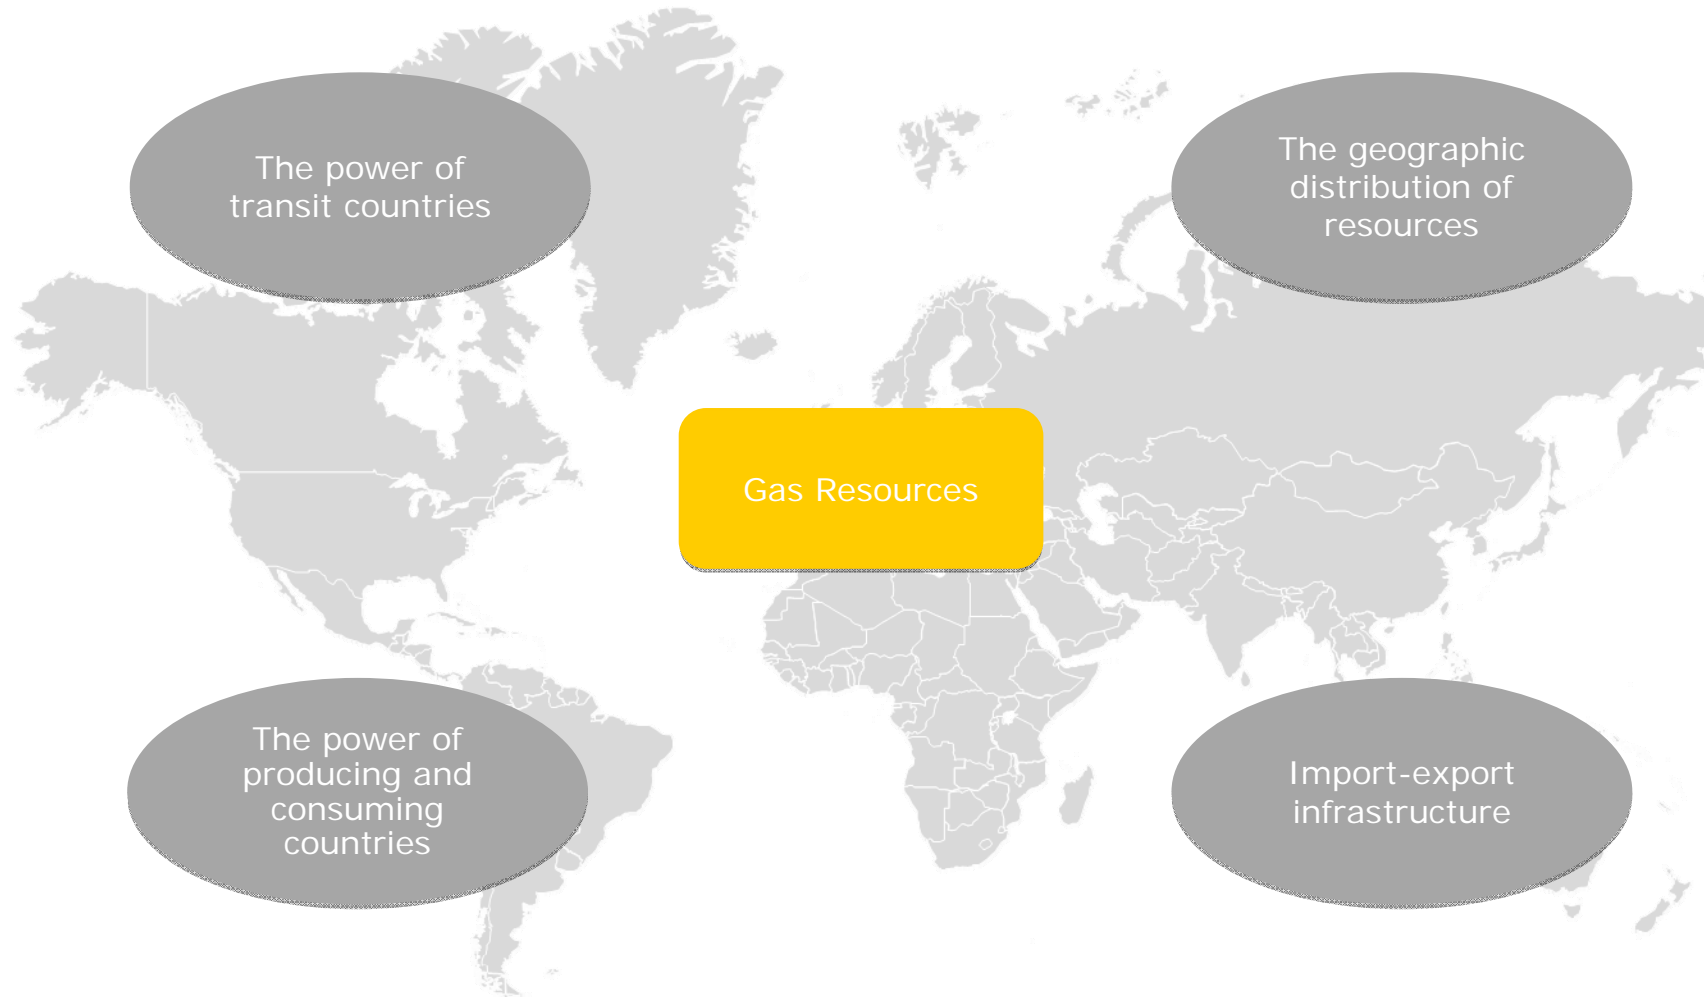 The power of
transit countries
The geographic
distribution of
resources
Gas Resources
The power of
producing and
consuming
countries
Import-export
infrastructure